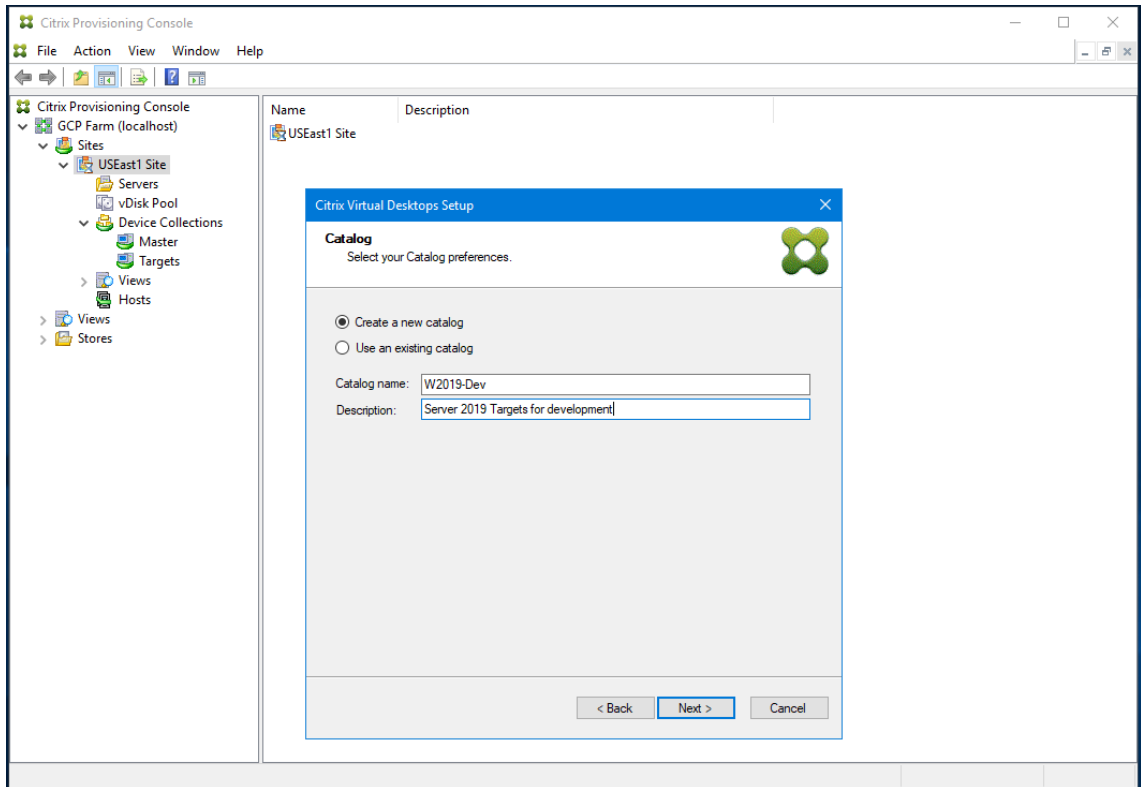 Citrix Provisioning Console
File Action View Window Help
Citrix Provisioning Console
GCP Farm (localhost)
Sites
USEast1 Site
Servers
vDisk Pool
Device Collections
Master
Targets
Views
Hosts
Views
Stores
Name Description
USEast1 Site
Citrix Virtual Desktops Setup
Catalog
Select your Catalog preferences.
Create a new catalog
Use an existing catalog
Catalog name: W2019-Dev
Description: Server 2019 Targets for development
< Back Next > Cancel